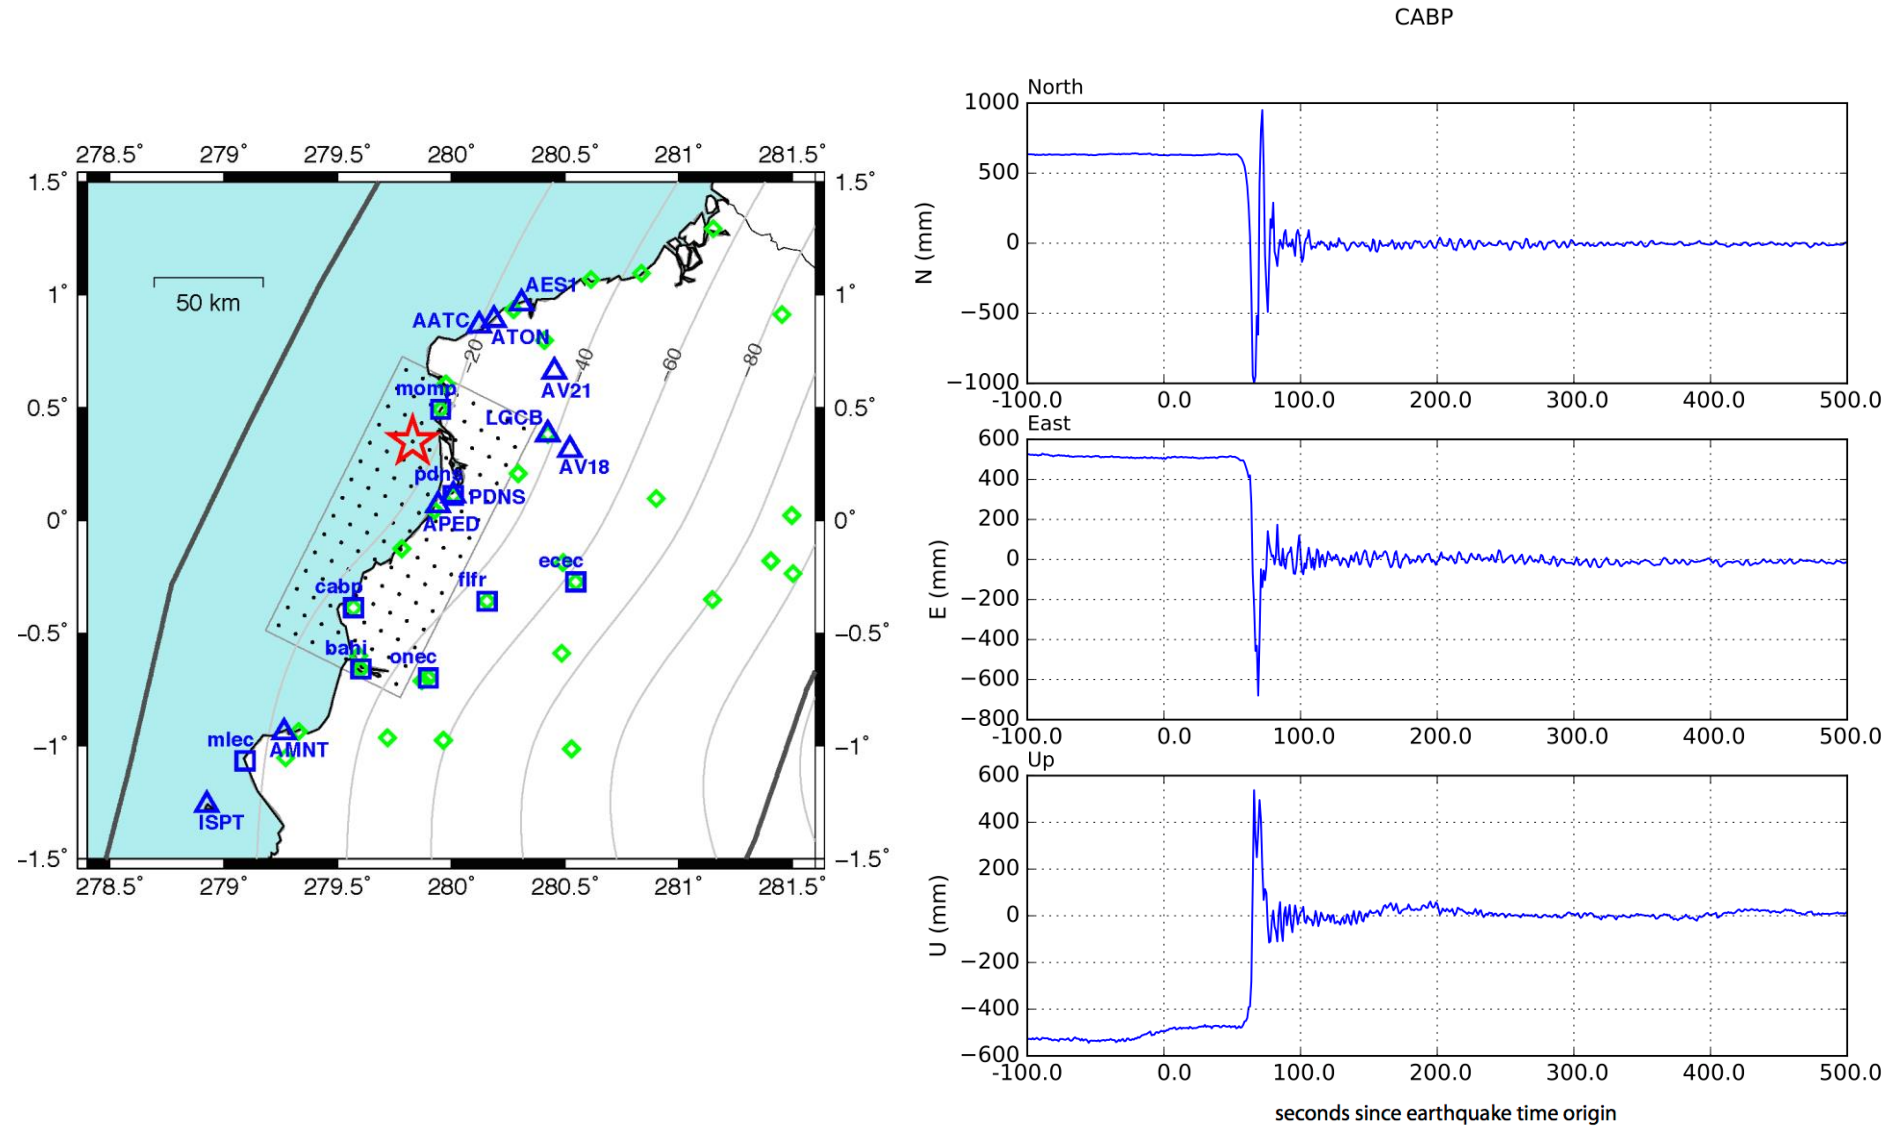 CABP
278.5° 279° 279.5° 280° 280.5° 281° 281.5°
1.5° 1.5°
1° 1°
0.5° 0.5°
0° 0°
−0.5° −0.5°
−1° −1°
−1.5° −1.5°
278.5° 279° 279.5° 280° 280.5° 281° 281.5°
50 km
AES1
AATC
ATON
−20 −40 −60 −80
AV21
momp
LGCB
AV18
pdns
PDNS
APED
ecec
flfr
cabp
bahi
onec
mlec
AMNT
ISPT
North
N (mm)
1000
500
0
−500
−1000
-100.0 0.0 100.0 200.0 300.0 400.0 500.0
East
E (mm)
600
400
200
0
−200
−400
−600
−800
-100.0 0.0 100.0 200.0 300.0 400.0 500.0
Up
U (mm)
600
400
200
0
−200
−400
−600
-100.0 0.0 100.0 200.0 300.0 400.0 500.0
seconds since earthquake time origin